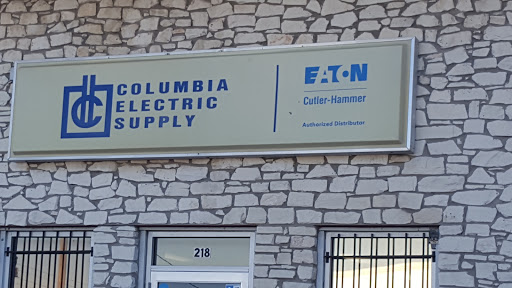 COLUMBIA
ELECTRIC
SUPPLY
EATON
Cutler-Hammer
Authorized Distributor
218